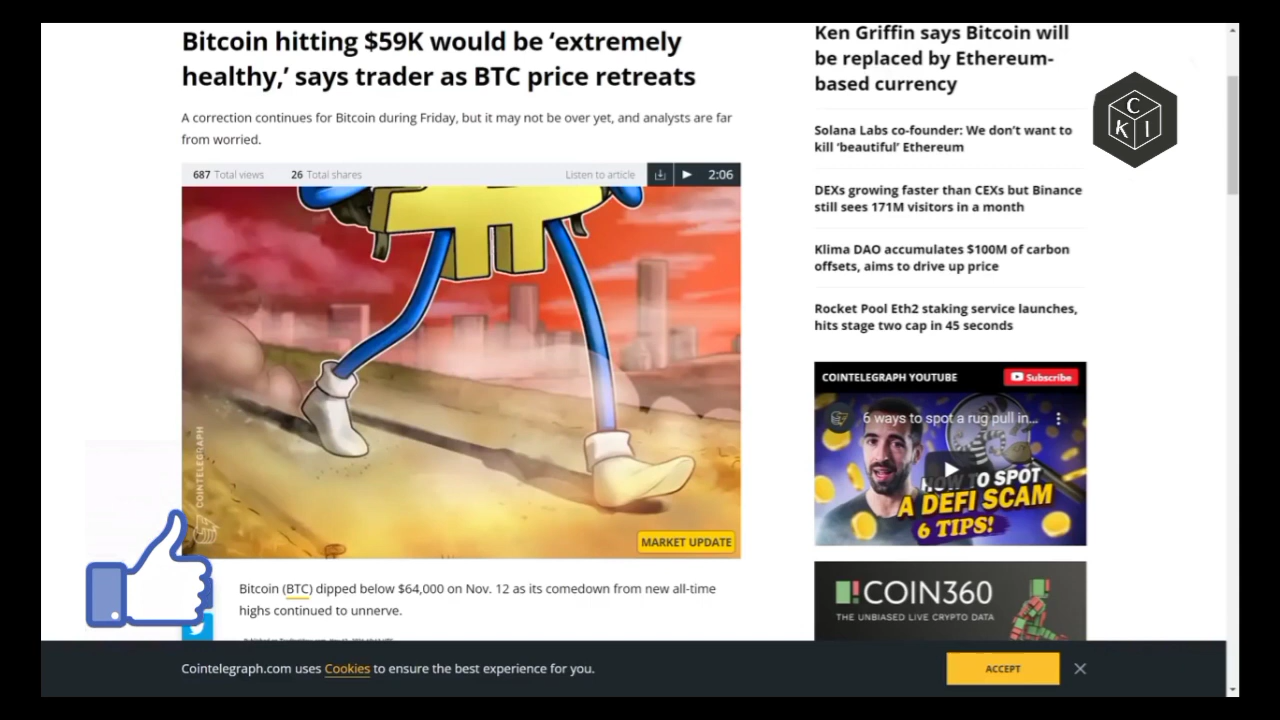 Bitcoin hitting $59K would be ‘extremely
healthy,’ says trader as BTC price retreats
A correction continues for Bitcoin during Friday, but it may not be over yet, and analysts are far
from worried.
687 Total views 26 Total shares Listen to article 2:06
COINTELEGRAPH
MARKET UPDATE
Bitcoin (BTC) dipped below $64,000 on Nov. 12 as its comedown from new all-time
highs continued to unnerve.
Ken Griffin says Bitcoin will
be replaced by Ethereum-
based currency
C
K I
Solana Labs co-founder: We don’t want to
kill ‘beautiful’ Ethereum
DEXs growing faster than CEXs but Binance
still sees 171M visitors in a month
Klima DAO accumulates $100M of carbon
offsets, aims to drive up price
Rocket Pool Eth2 staking service launches,
hits stage two cap in 45 seconds
COINTELEGRAPH YOUTUBE Subscribe
6 ways to spot a rug pull in...
HOW TO SPOT
A DEFI SCAM
6 TIPS!
COIN360
THE UNBIASED LIVE CRYPTO DATA
Cointelegraph.com uses Cookies to ensure the best experience for you.
ACCEPT